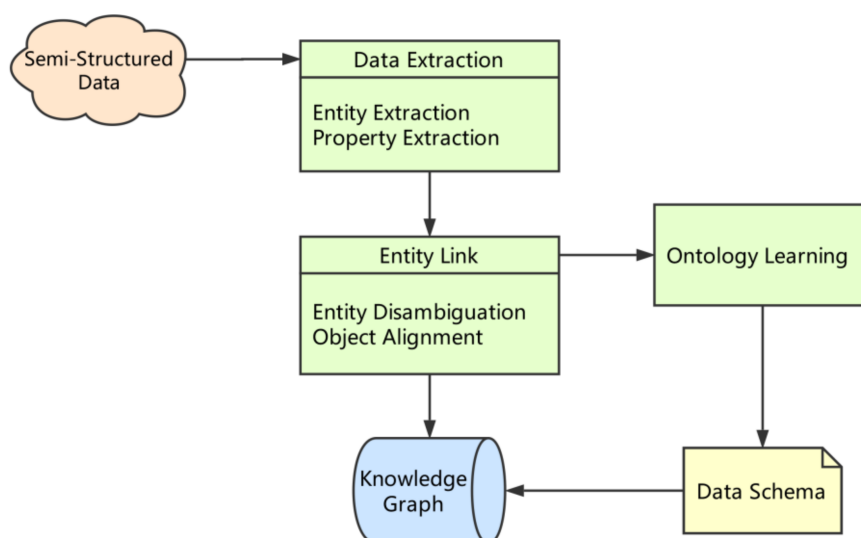 Semi-Structured
Data
Data Extraction
Entity Extraction
Property Extraction
Entity Link
Entity Disambiguation
Object Alignment
Ontology Learning
Knowledge
Graph
Data Schema